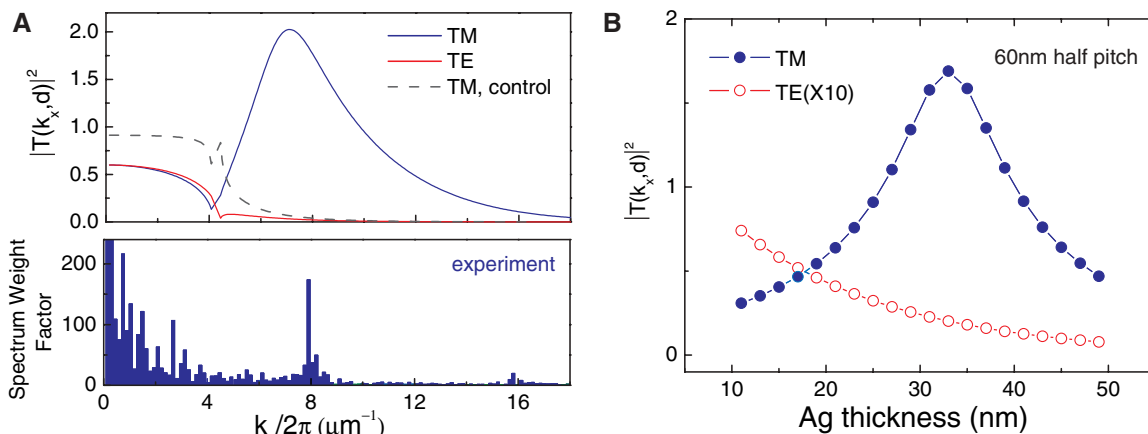 A
|T(kₓ,d)|²
2.0
1.5
1.0
0.5
0.0
TM
TE
TM, control
Spectrum Weight
Factor
200
100
0
experiment
0 4 8 12 16
k /2π (μm⁻¹)
B
|T(kₓ,d)|²
2
1
0
TM
TE(X10)
60nm half pitch
10 20 30 40 50
Ag thickness (nm)